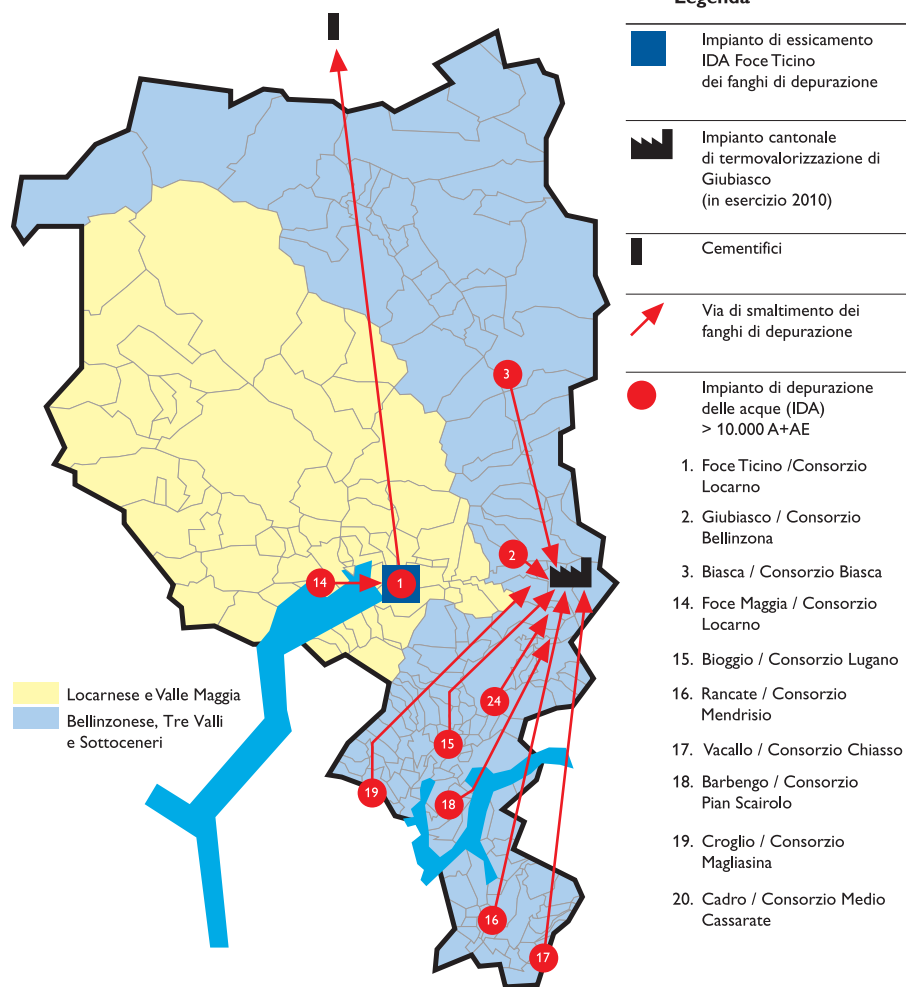 Legenda
Impianto di essicamento
IDA Foce Ticino
dei fanghi di depurazione
Impianto cantonale
di termovalorizzazione di
Giubiasco
(in esercizio 2010)
Cementifici
Via di smaltimento dei
fanghi di depurazione
Impianto di depurazione
delle acque (IDA)
> 10.000 A+AE
1. Foce Ticino /Consorzio
Locarno
2. Giubiasco / Consorzio
Bellinzona
3. Biasca / Consorzio Biasca
14. Foce Maggia / Consorzio
Locarno
15. Bioggio / Consorzio Lugano
16. Rancate / Consorzio
Mendrisio
17. Vacallo / Consorzio Chiasso
18. Barbengo / Consorzio
Pian Scairolo
19. Croglio / Consorzio
Magliasina
20. Cadro / Consorzio Medio
Cassarate
3
2
14
1
24
15
19
18
16
17
Locarnese e Valle Maggia
Bellinzonese, Tre Valli
e Sottoceneri